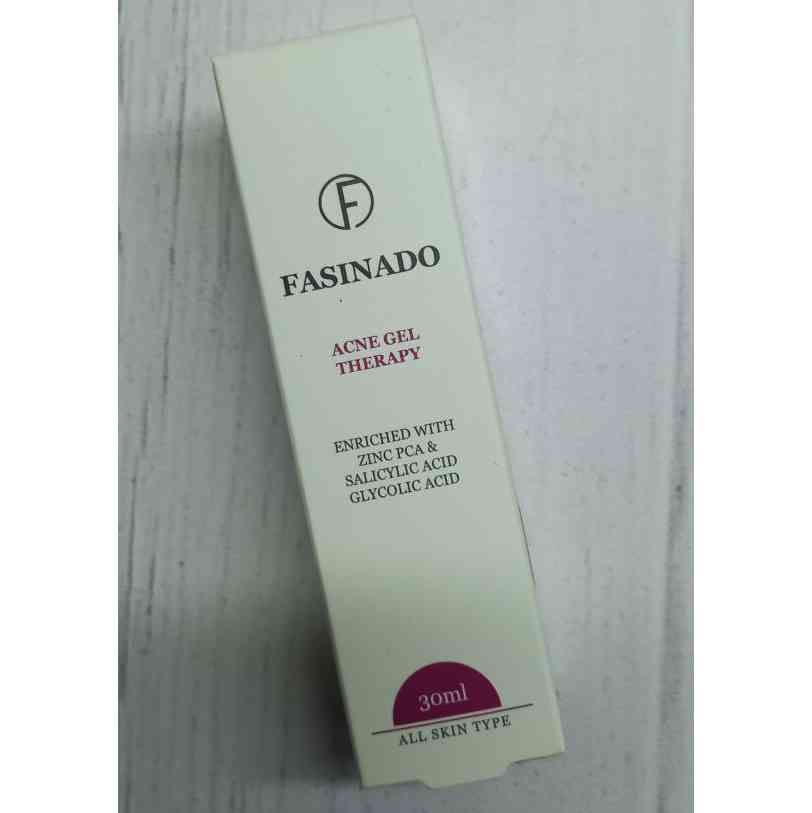 F
FASINADO
ACNE GEL
THERAPY
ENRICHED WITH
ZINC PCA &
SALICYLIC ACID
GLYCOLIC ACID
30ml
ALL SKIN TYPE